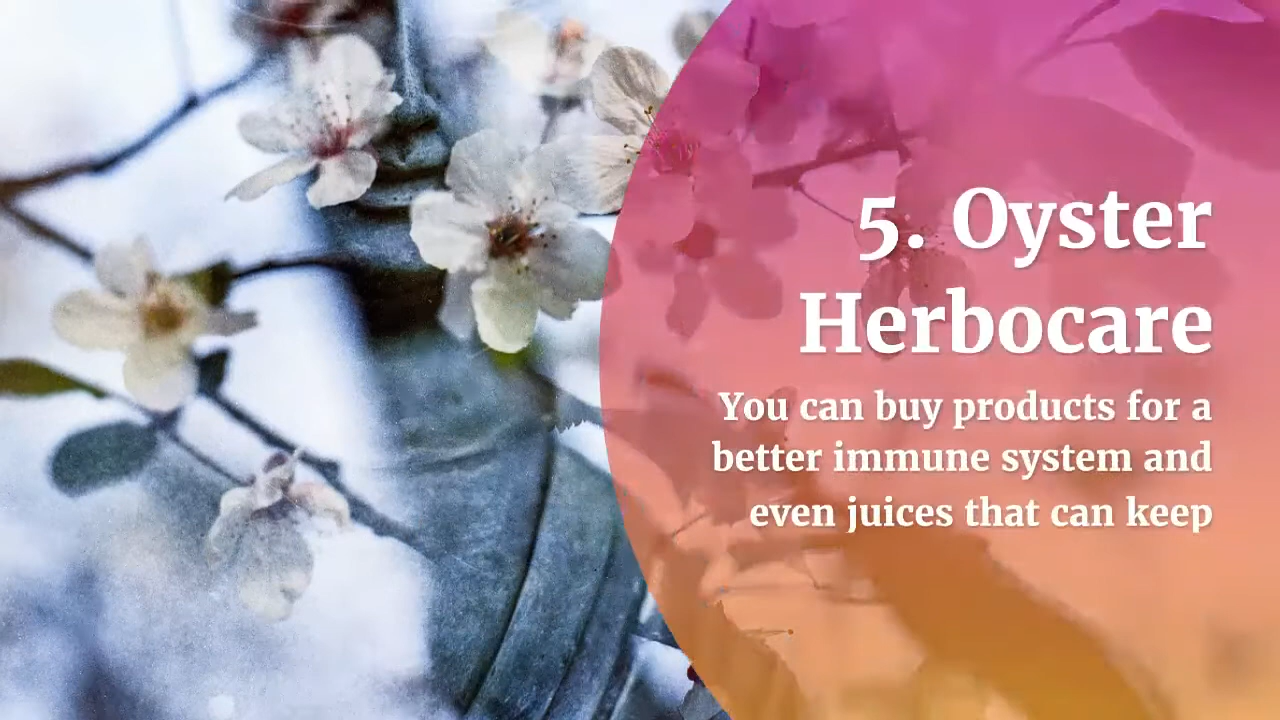 5. Oyster
Herbocare
You can buy products for a
better immune system and
even juices that can keep